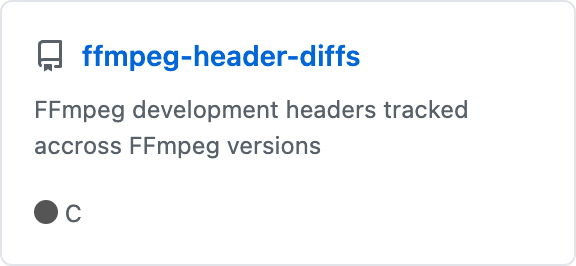 ffmpeg-header-diffs
FFmpeg development headers tracked
accross FFmpeg versions
C